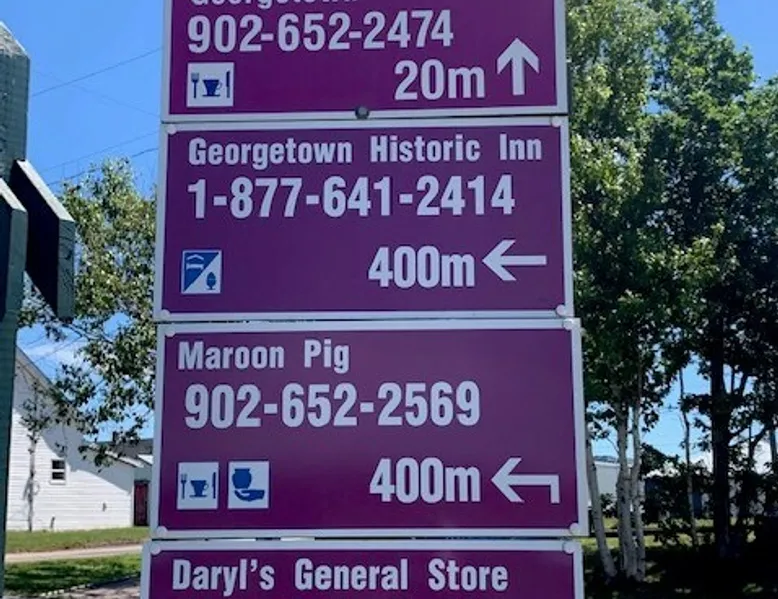 Georgetown
902-652-2474
20m
Georgetown Historic Inn
1-877-641-2414
400m
Maroon Pig
902-652-2569
400m
Daryl's General Store